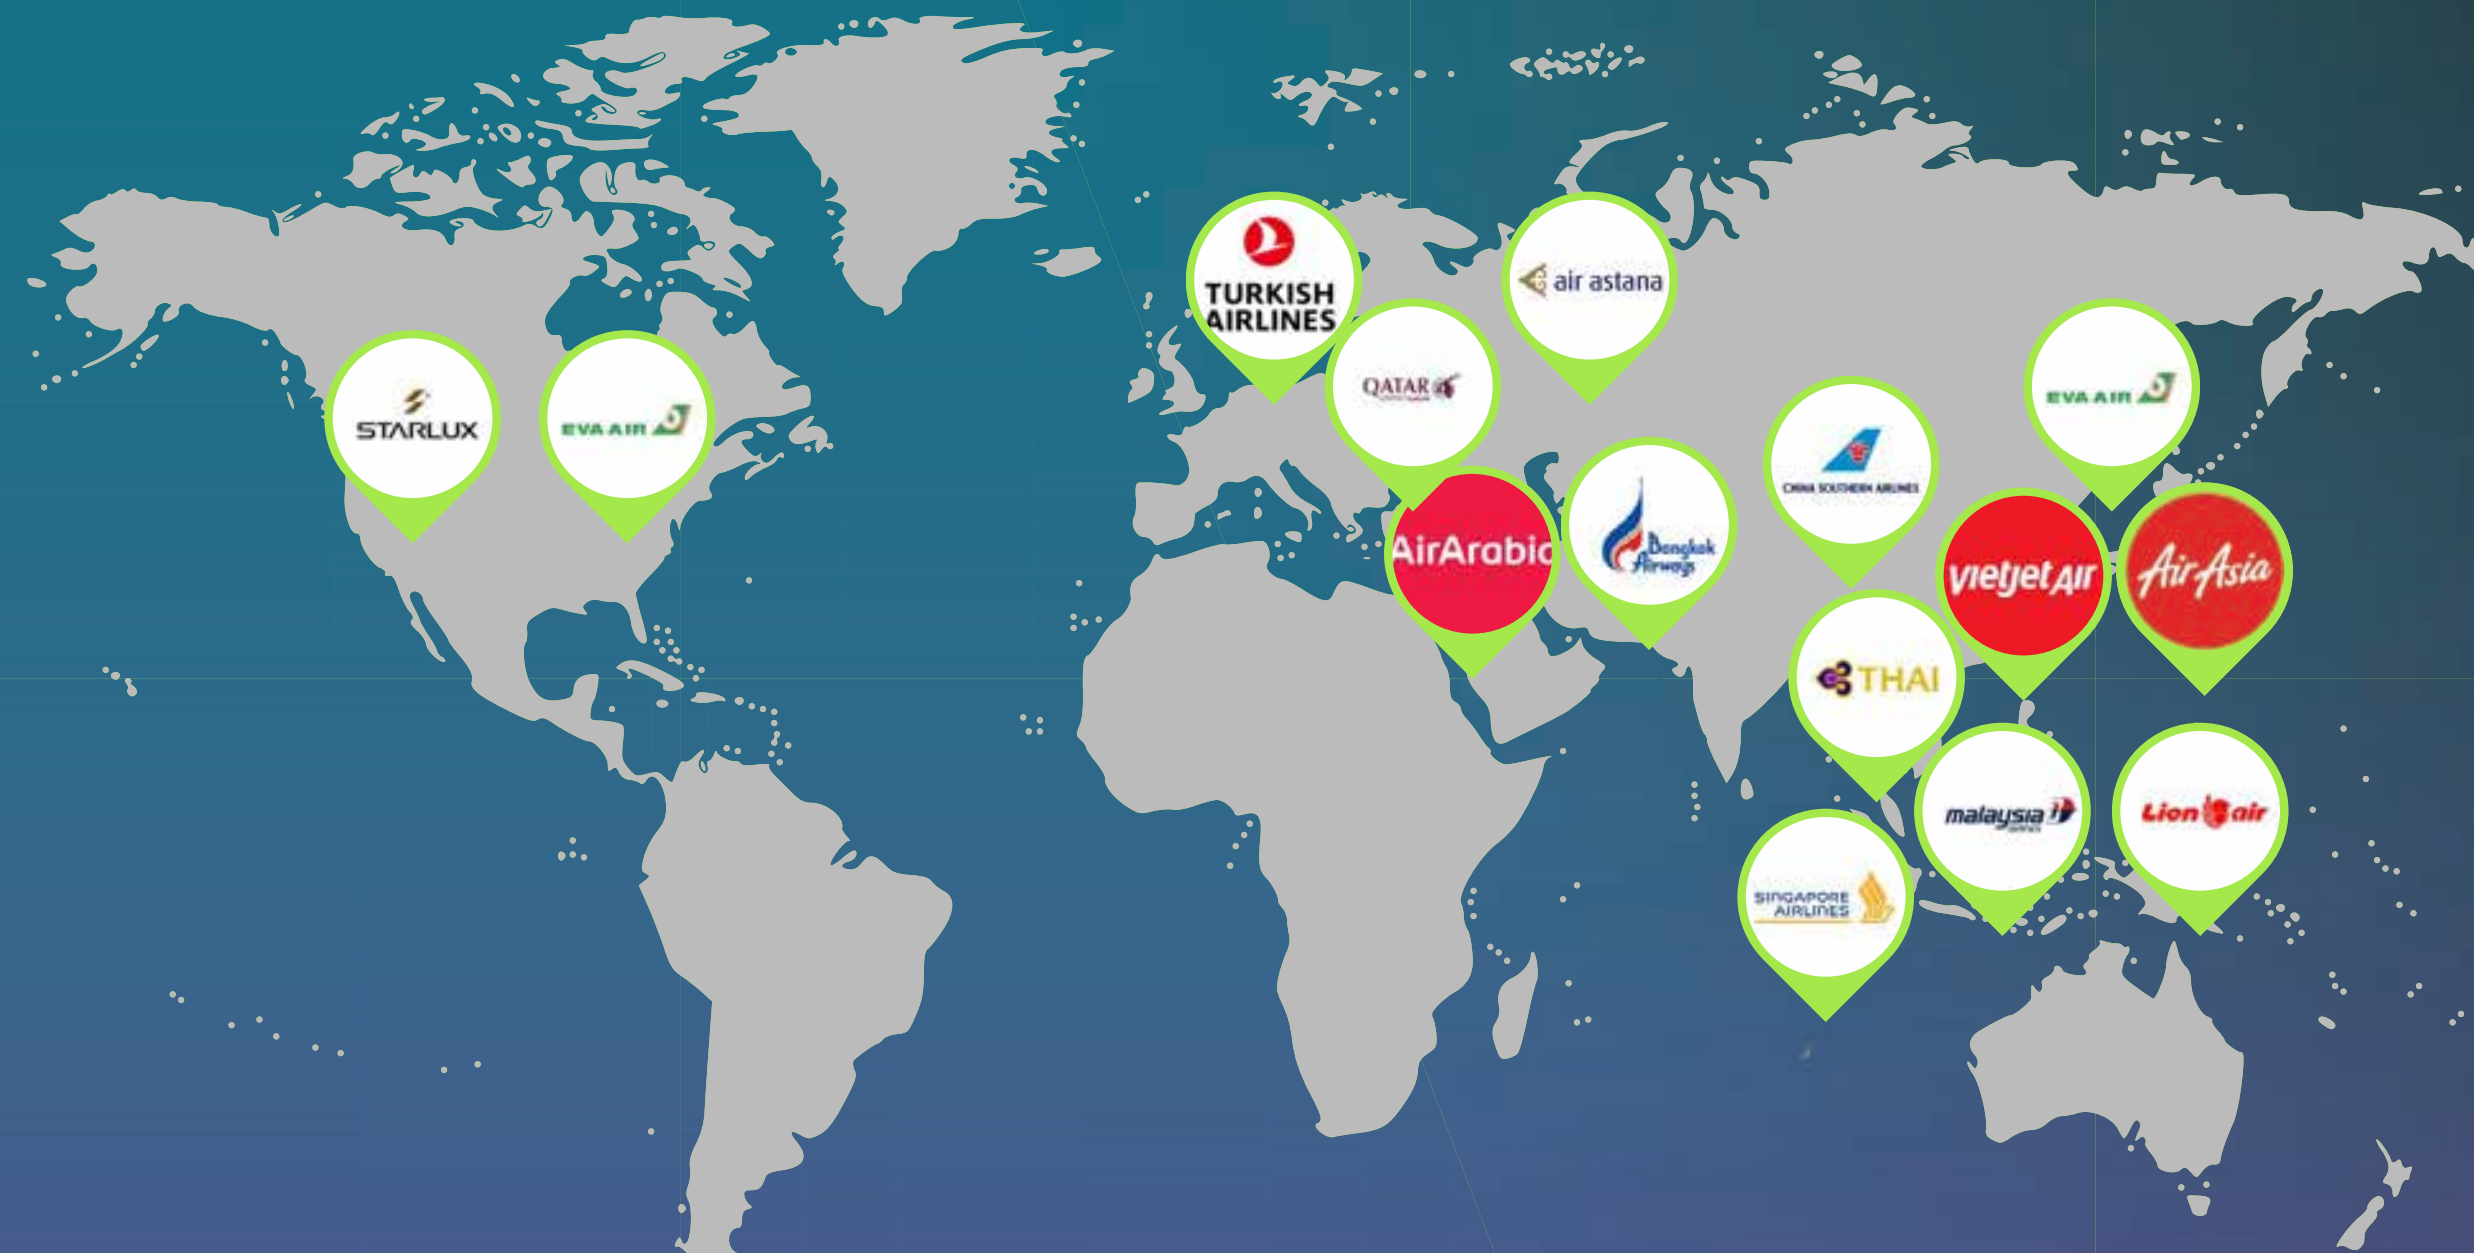 TURKISH
AIRLINES
air astana
QATAR
EVA AIR
STARLUX
EVA AIR
CHINA SOUTHERN AIRLINES
AirArabia
Bangkok
Airways
vietjet Air
AirAsia
THAI
malaysia
Lion air
SINGAPORE
AIRLINES